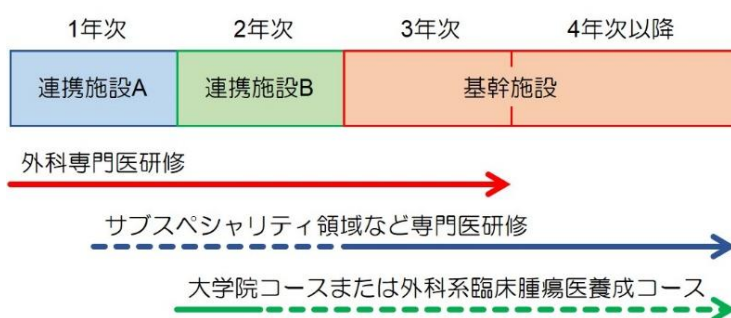 1年次 2年次 3年次 4年次以降
連携施設A 連携施設B 基幹施設
外科専門医研修
サブスペシャリティ領域など専門医研修
大学院コースまたは外科系臨床腫瘍医養成コース